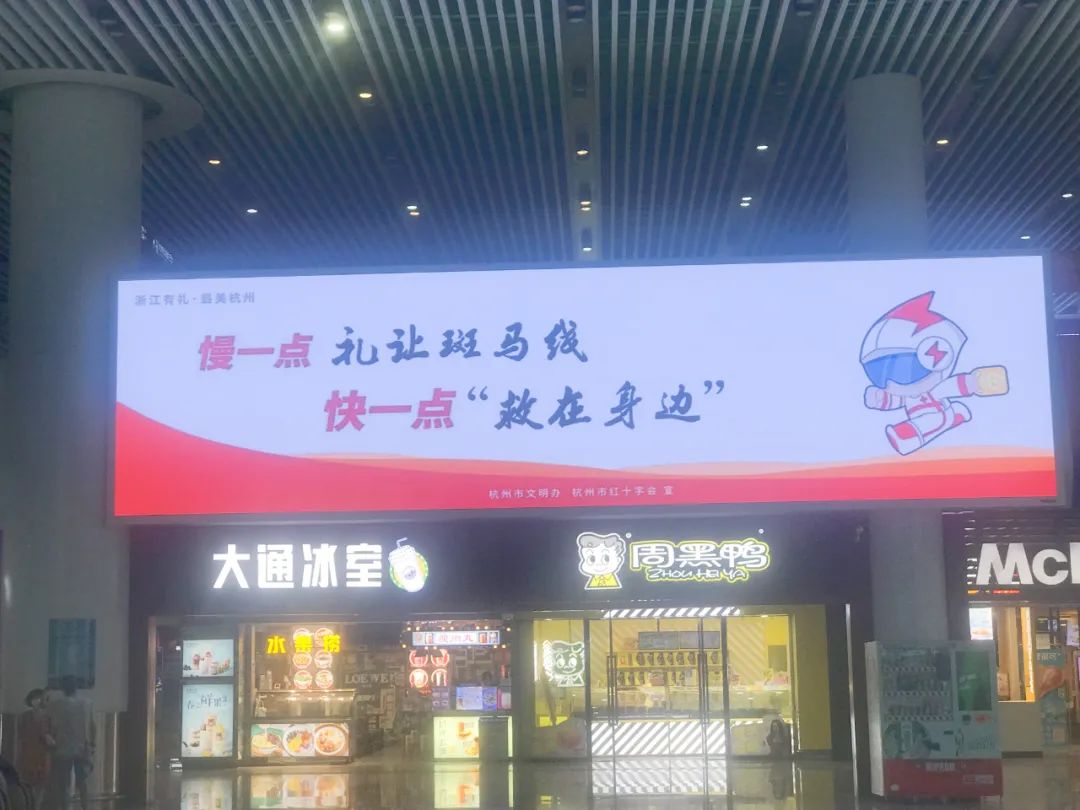 浙江有礼·最美杭州
慢一点 礼让斑马线
快一点“救在身边”
杭州市文明办 杭州市红十字会 宣
大通冰室
周黑鸭
ZHOU HEI YA
McD
水果捞
LOEWE